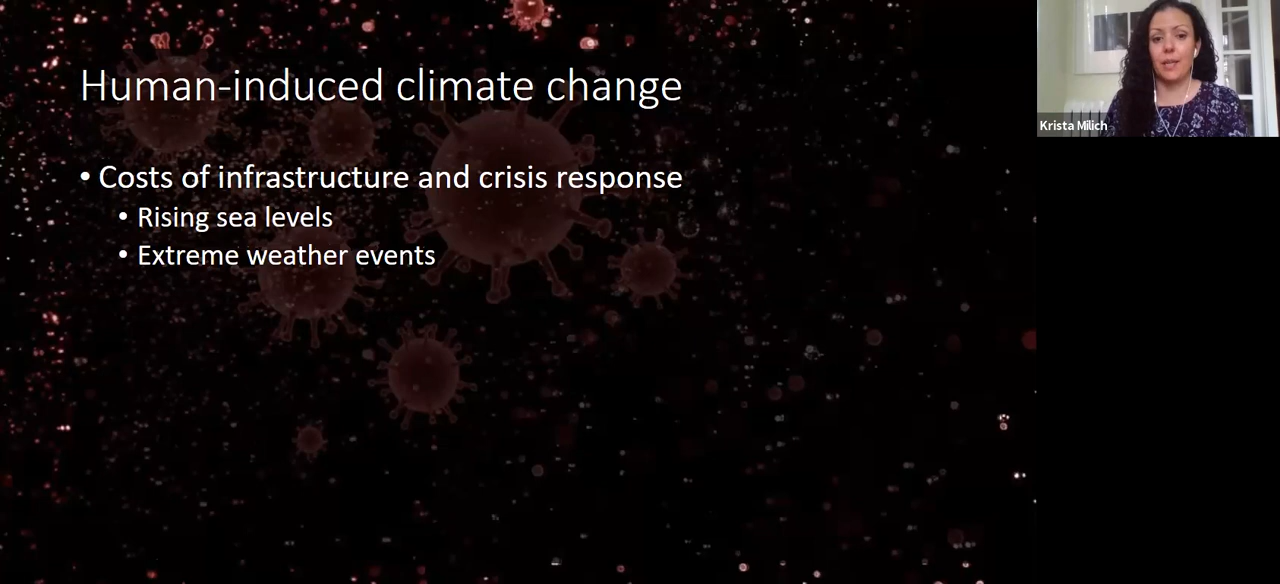 Human-induced climate change
• Costs of infrastructure and crisis response
• Rising sea levels
• Extreme weather events
Krista Milich